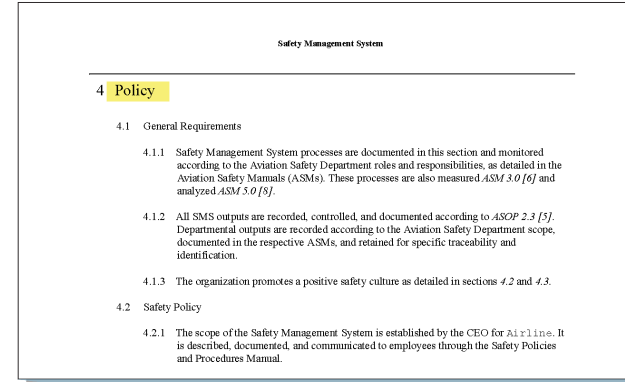 Safety Management System
4 Policy
4.1 General Requirements
4.1.1 Safety Management System processes are documented in this section and monitored
according to the Aviation Safety Department roles and responsibilities, as detailed in the
Aviation Safety Manuals (ASMs). These processes are also measured ASM 3.0 [6] and
analyzed ASM 5.0 [8].
4.1.2 All SMS outputs are recorded, controlled, and documented according to ASOP 2.3 [5].
Departmental outputs are recorded according to the Aviation Safety Department scope,
documented in the respective ASMs, and retained for specific traceability and
identification.
4.1.3 The organization promotes a positive safety culture as detailed in sections 4.2 and 4.3.
4.2 Safety Policy
4.2.1 The scope of the Safety Management System is established by the CEO for Airline. It
is described, documented, and communicated to employees through the Safety Policies
and Procedures Manual.